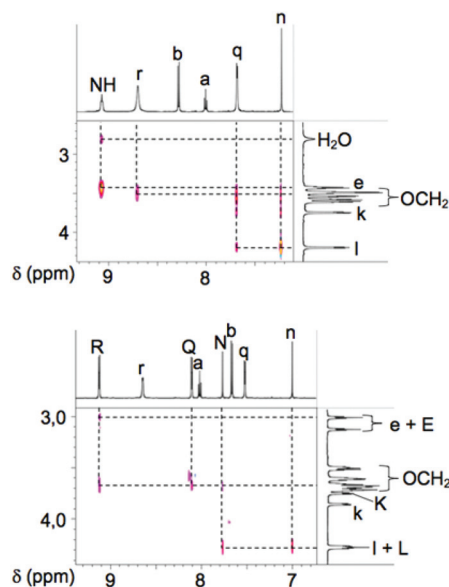 n
b
q
r
a
NH
H₂O
3
e
OCH₂
k
4
l
δ (ppm)
9
8
n
b
R
Q
N
q
r
a
3,0
e + E
OCH₂
K
k
4,0
l + L
δ (ppm)
9
8
7